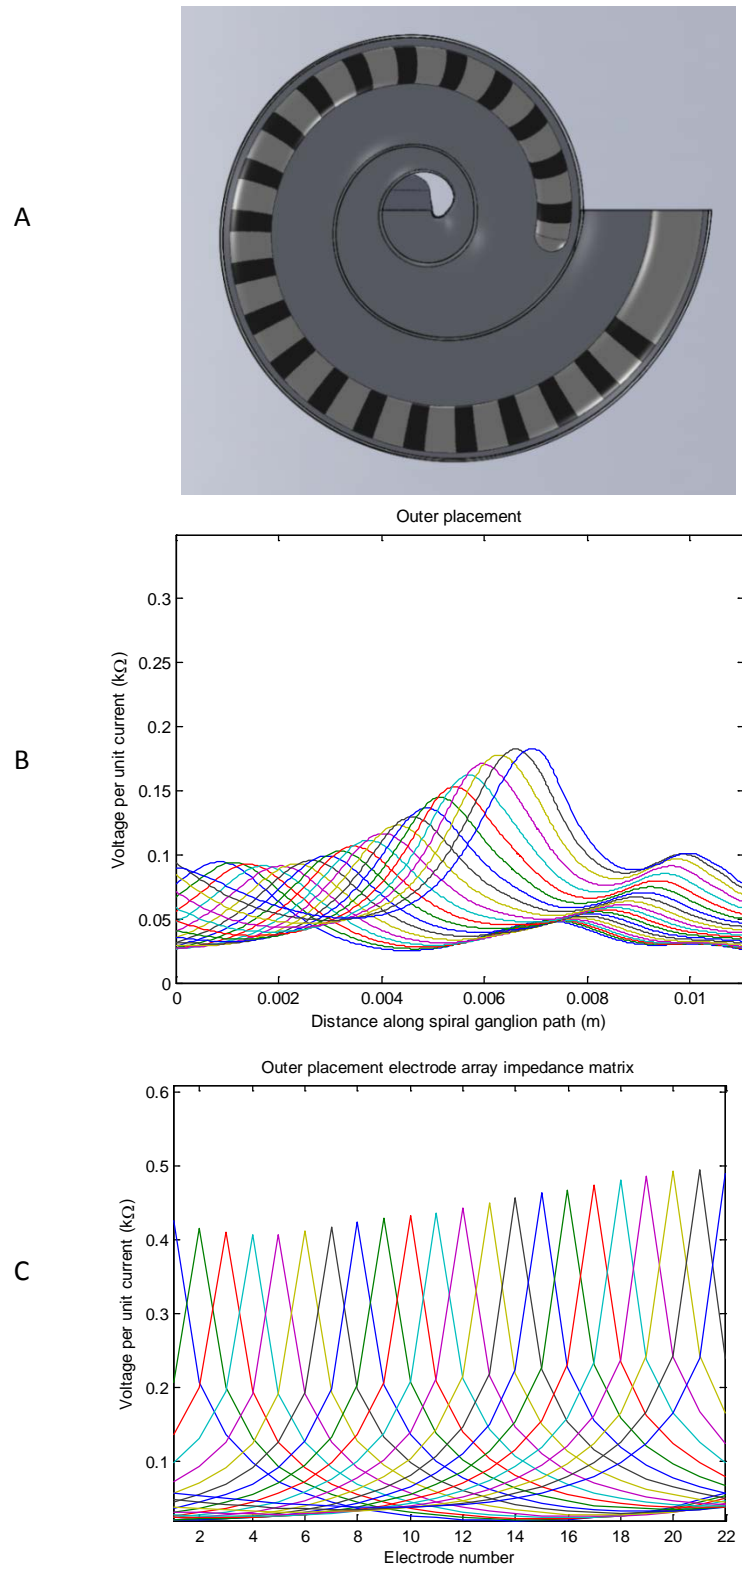 A
Outer placement
B
Voltage per unit current (kΩ)
0.3
0.25
0.2
0.15
0.1
0.05
0
0 0.002 0.004 0.006 0.008 0.01
Distance along spiral ganglion path (m)
Outer placement electrode array impedance matrix
C
Voltage per unit current (kΩ)
0.6
0.5
0.4
0.3
0.2
0.1
2 4 6 8 10 12 14 16 18 20 22
Electrode number